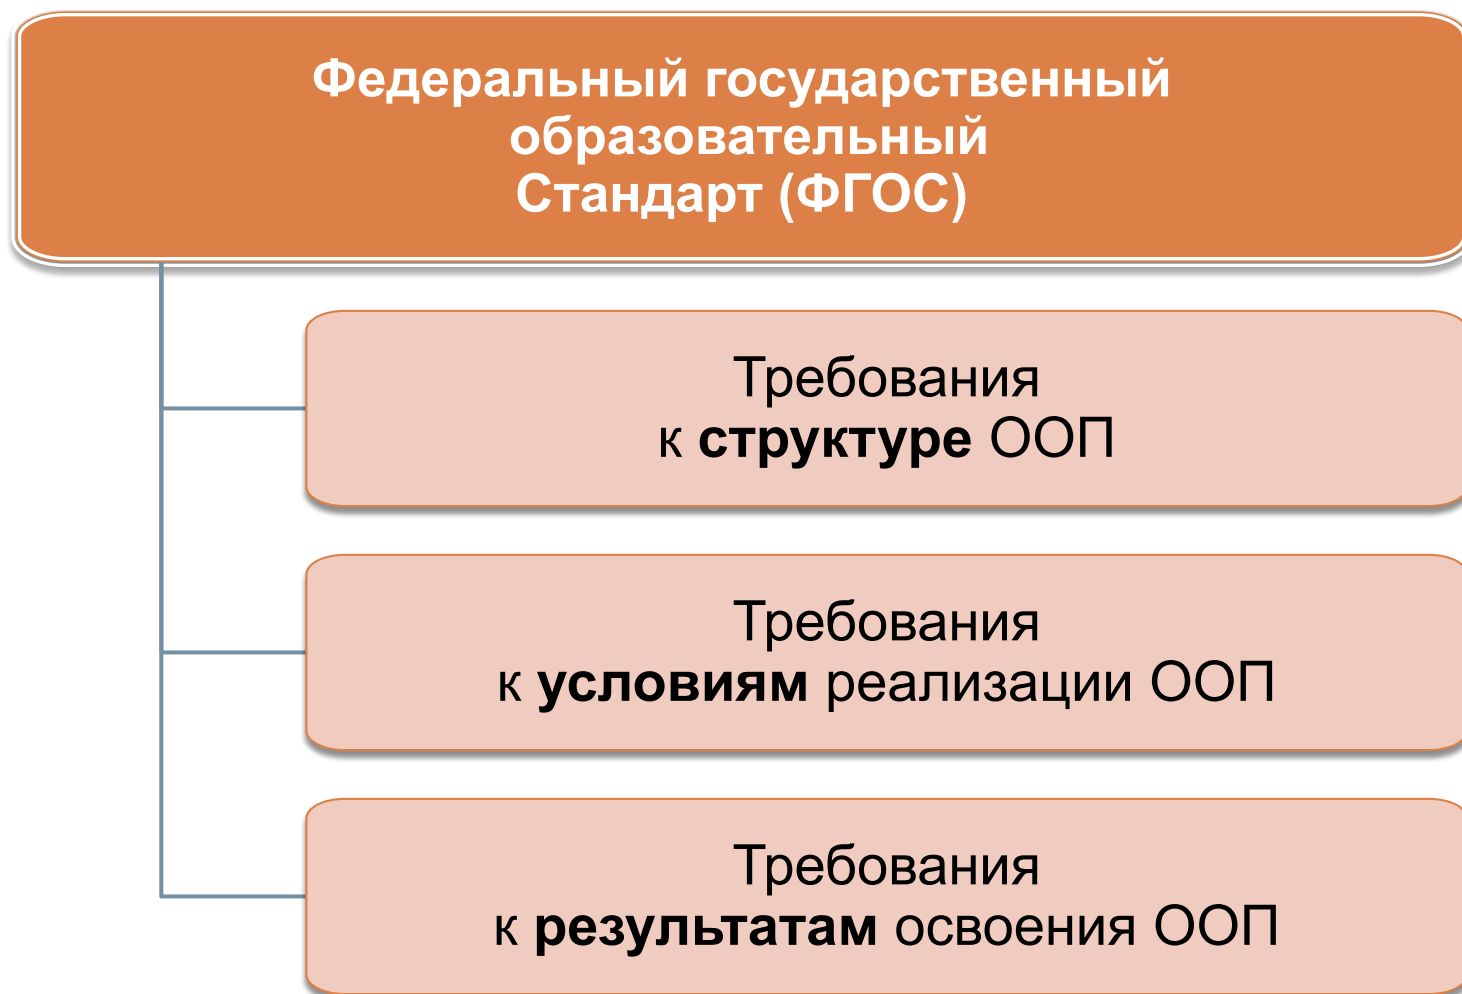 Федеральный государственный
образовательный
Стандарт (ФГОС)
Требования
к структуре ООП
Требования
к условиям реализации ООП
Требования
к результатам освоения ООП